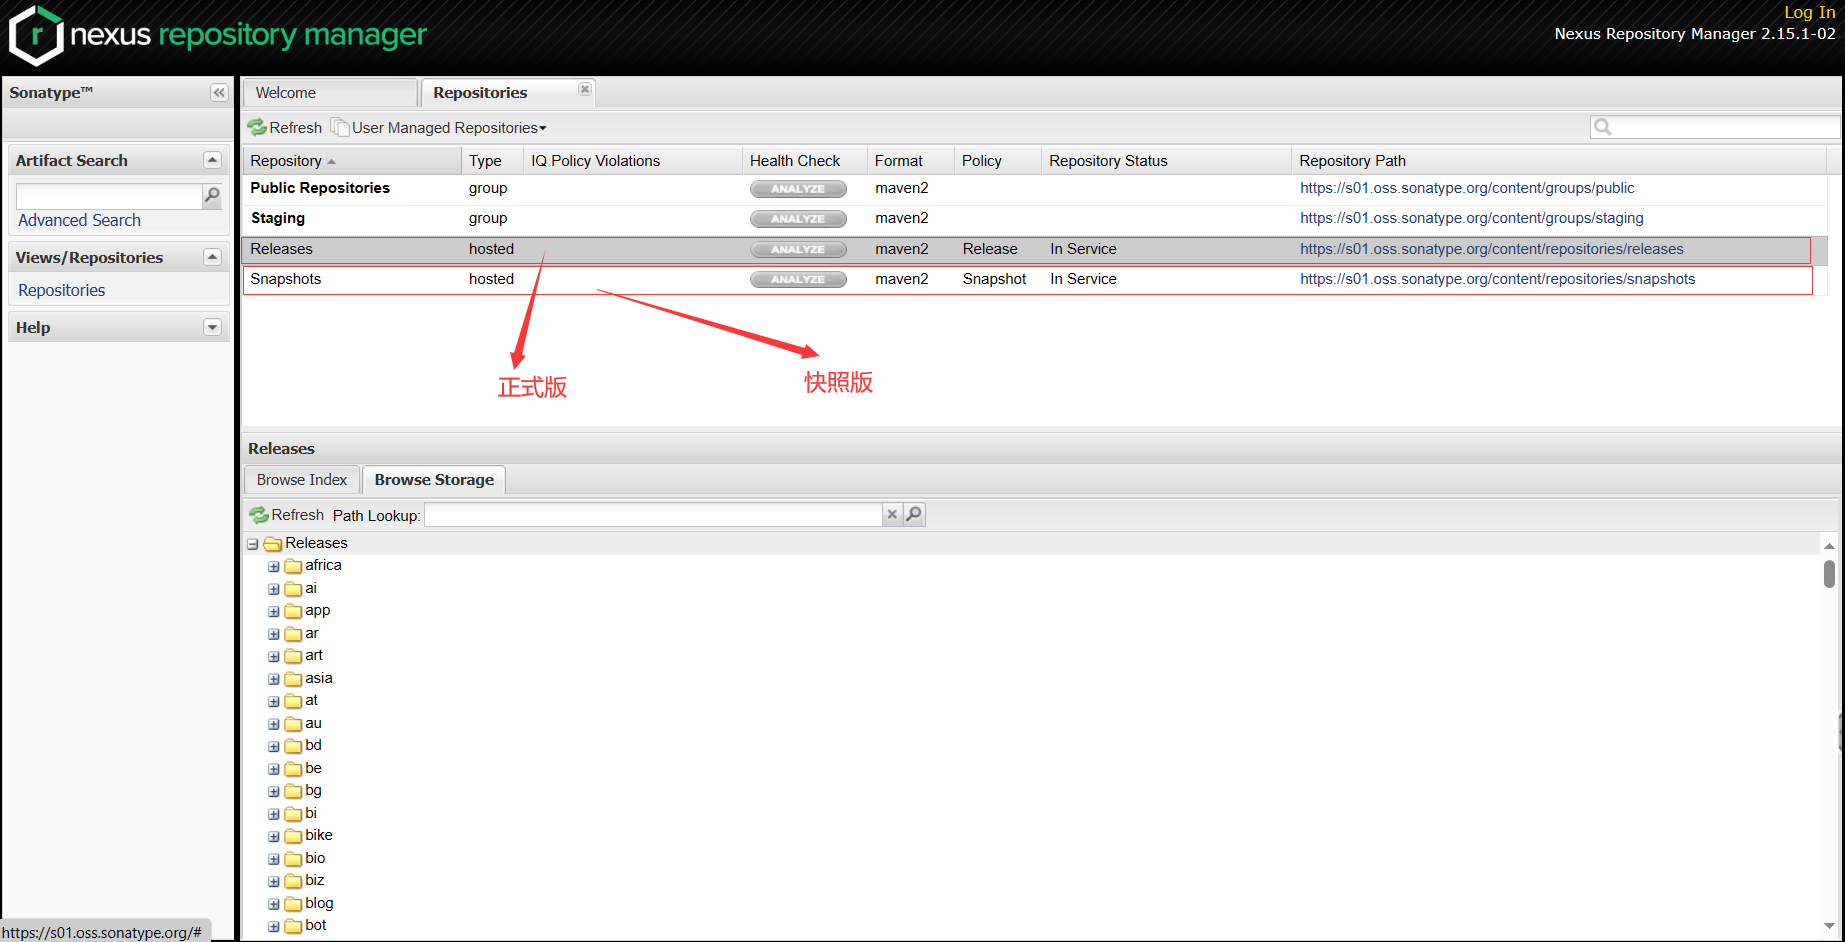 Log In
nexus repository manager
Nexus Repository Manager 2.15.1-02
Sonatype™
Welcome
Repositories
Refresh
User Managed Repositories
Artifact Search
Advanced Search
Views/Repositories
Repositories
Help
Repository Type IQ Policy Violations Health Check Format Policy Repository Status Repository Path
Public Repositories group ANALYZE maven2 https://s01.oss.sonatype.org/content/groups/public
Staging group ANALYZE maven2 https://s01.oss.sonatype.org/content/groups/staging
Releases hosted ANALYZE maven2 Release In Service https://s01.oss.sonatype.org/content/repositories/releases
Snapshots hosted ANALYZE maven2 Snapshot In Service https://s01.oss.sonatype.org/content/repositories/snapshots
正式版
快照版
Releases
Browse Index
Browse Storage
Refresh Path Lookup:
Releases
africa
ai
app
ar
art
asia
at
au
bd
be
bg
bi
bike
bio
biz
blog
bot
https://s01.oss.sonatype.org/#